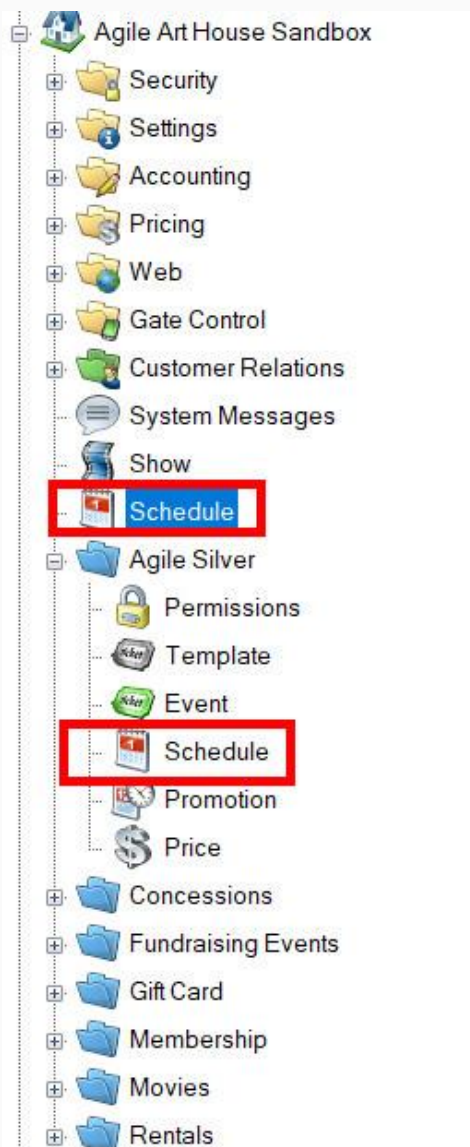 Agile Art House Sandbox
Security
Settings
Accounting
Pricing
Web
Gate Control
Customer Relations
System Messages
Show
Schedule
Agile Silver
Permissions
Template
Event
Schedule
Promotion
Price
Concessions
Fundraising Events
Gift Card
Membership
Movies
Rentals